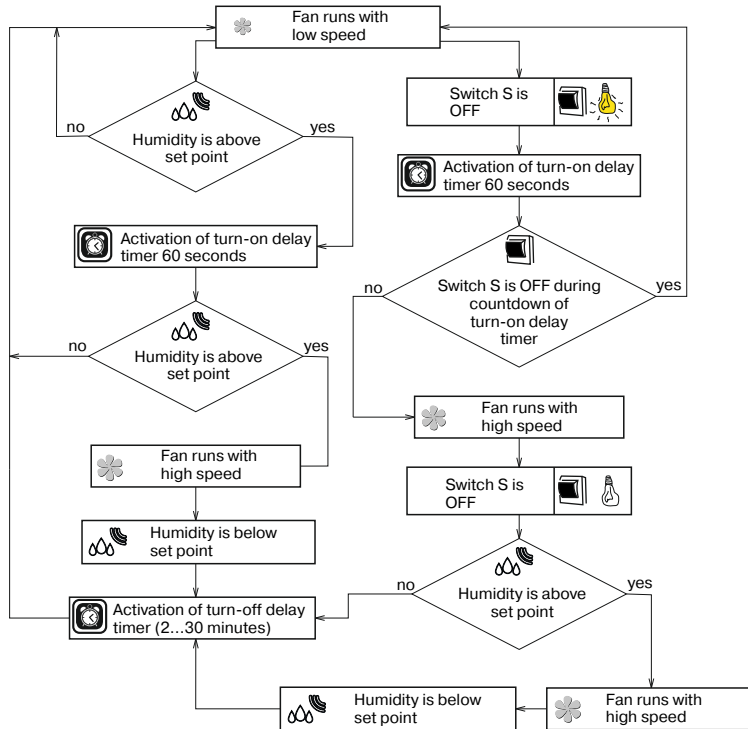 Fan runs with
low speed
Switch S is
OFF
no
Humidity is above
set point
yes
Activation of turn-on delay
timer 60 seconds
Activation of turn-on delay
timer 60 seconds
no
Switch S is OFF during
countdown of
turn-on delay
timer
yes
no
Humidity is above
set point
yes
Fan runs with
high speed
Fan runs with
high speed
Switch S is
OFF
Humidity is below
set point
no
Humidity is above
set point
yes
Activation of turn-off delay
timer (2...30 minutes)
Humidity is below
set point
Fan runs with
high speed